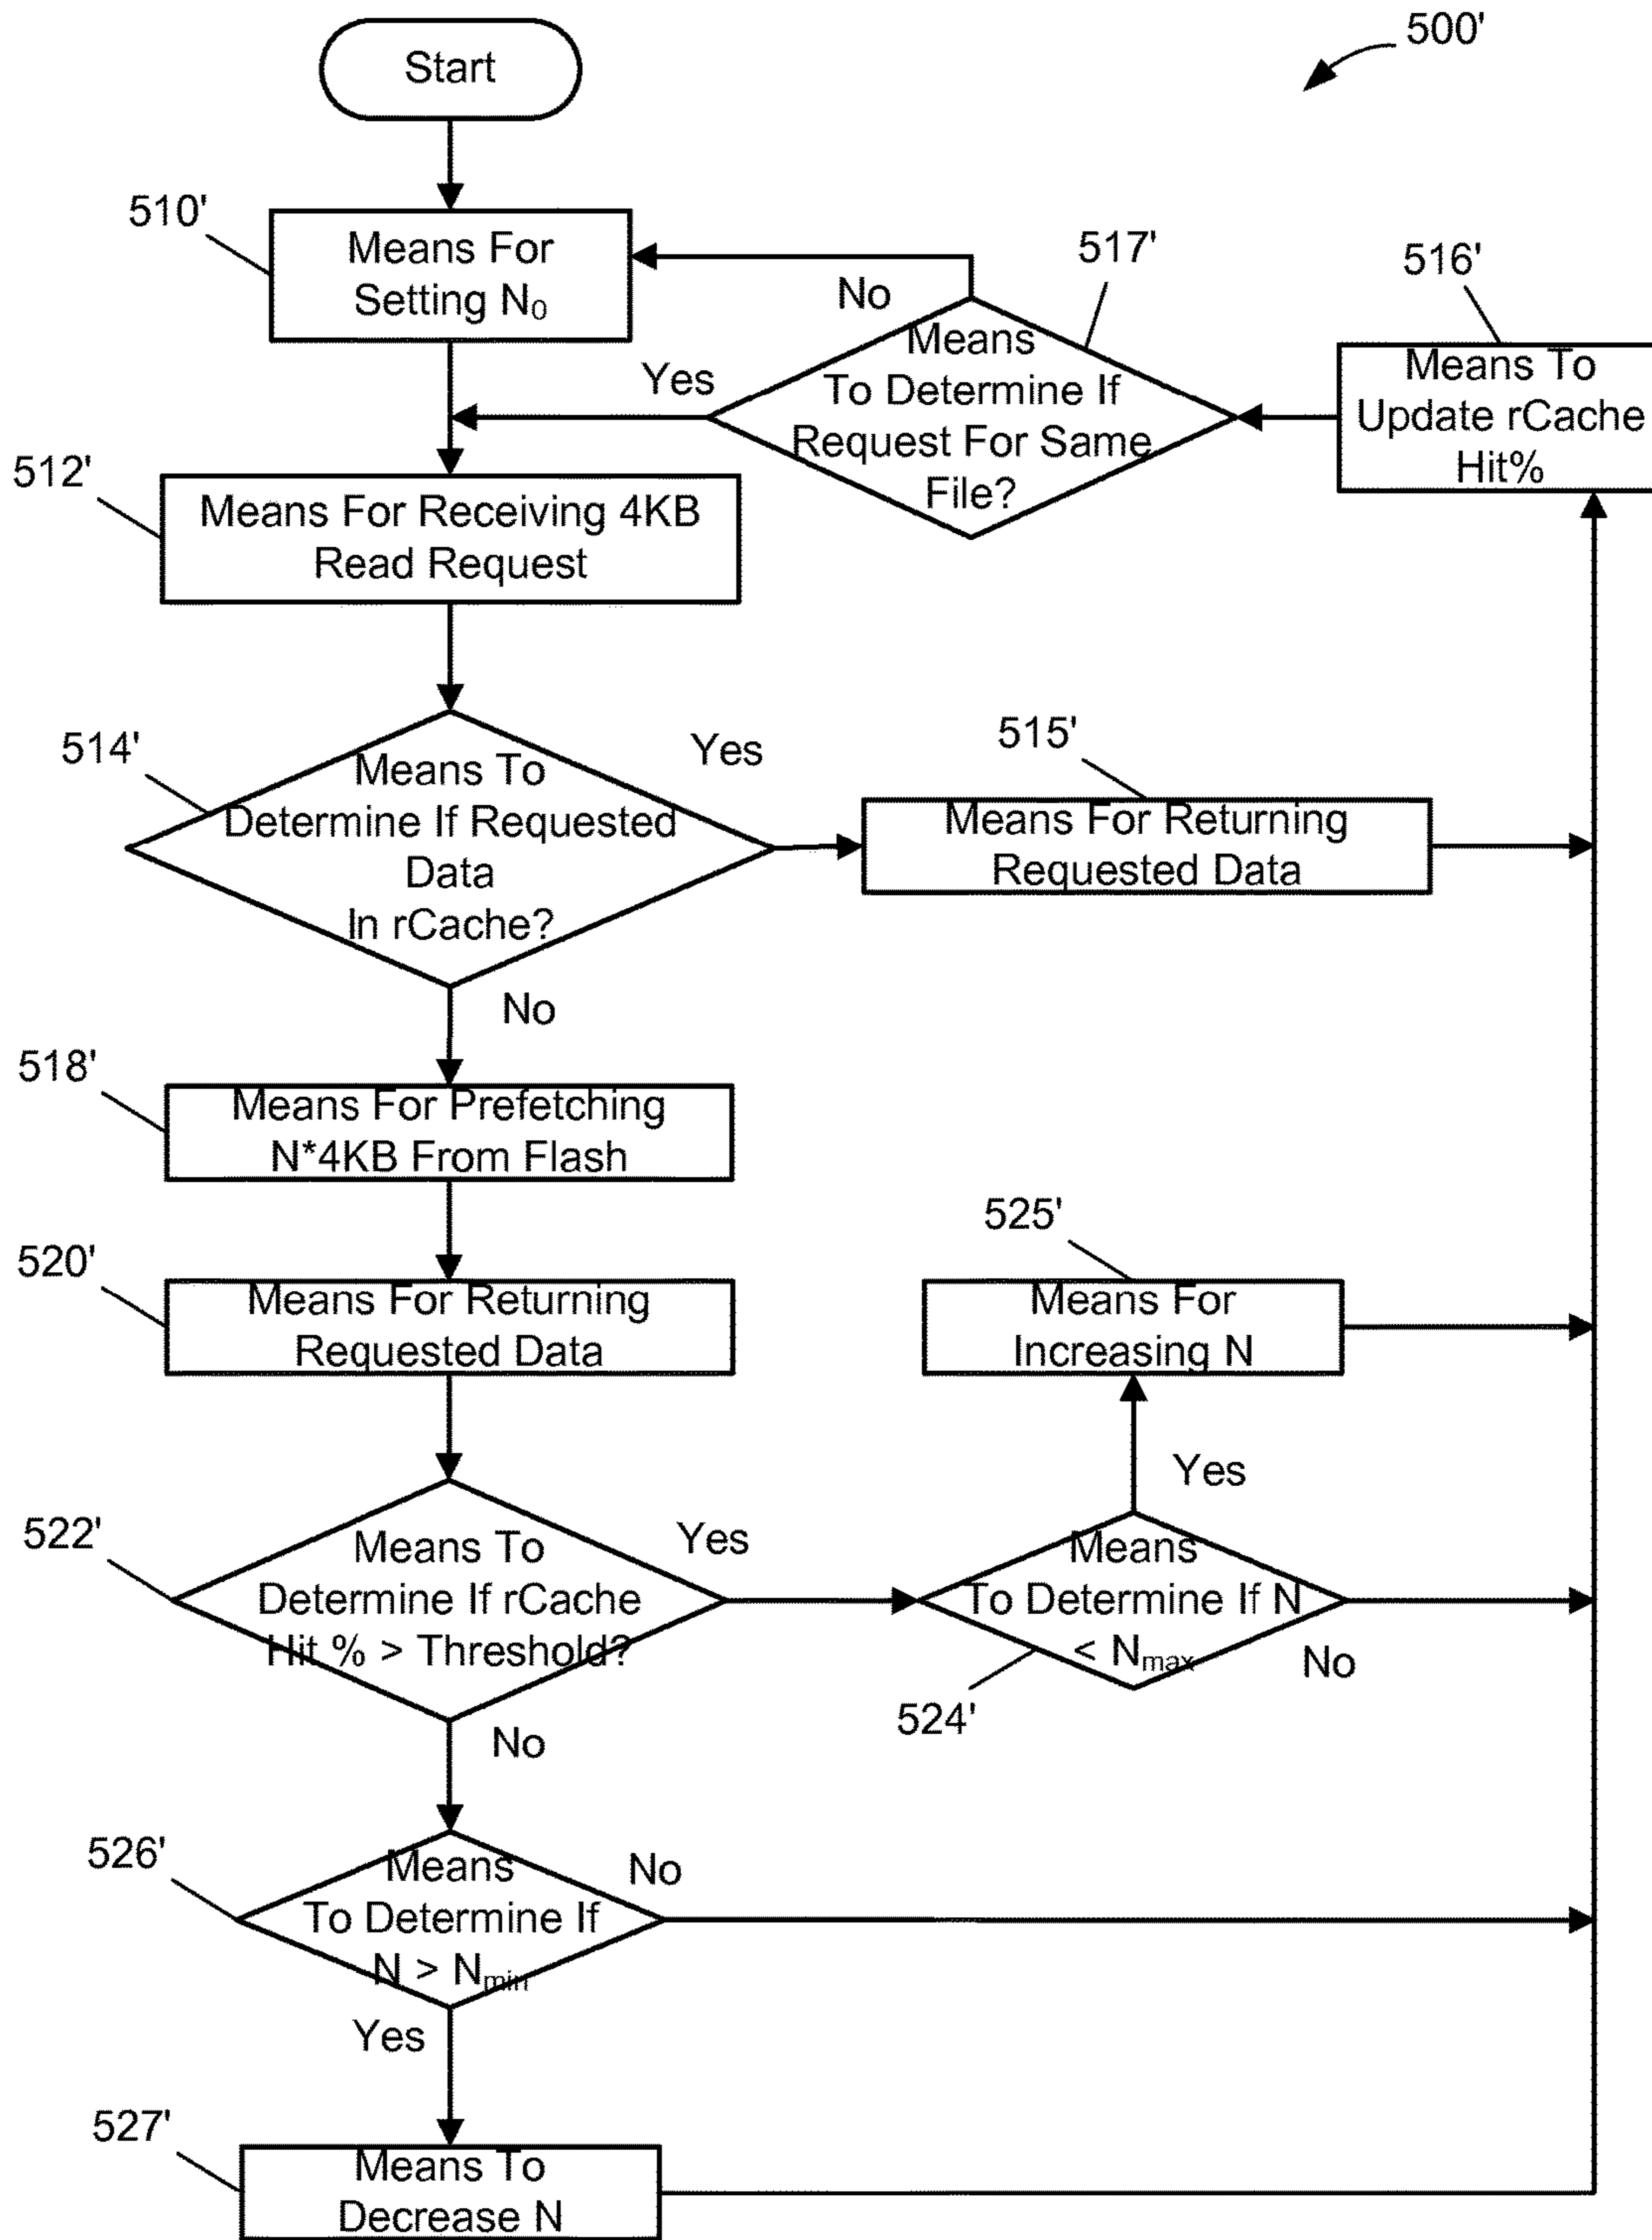 500'
Start
510'
Means For
Setting N₀
No
517'
516'
Means
To Determine If
Request For Same
File?
Yes
Means To
Update rCache
Hit%
512'
Means For Receiving 4KB
Read Request
514'
Means To
Determine If Requested
Data
In rCache?
Yes
515'
Means For Returning
Requested Data
No
518'
Means For Prefetching
N*4KB From Flash
520'
Means For Returning
Requested Data
525'
Means For
Increasing N
Yes
522'
Means To
Determine If rCache
Hit % > Threshold?
Yes
Means
To Determine If N
< Nmax
No
524'
No
526'
Means
To Determine If
N > Nmin
No
Yes
527'
Means To
Decrease N